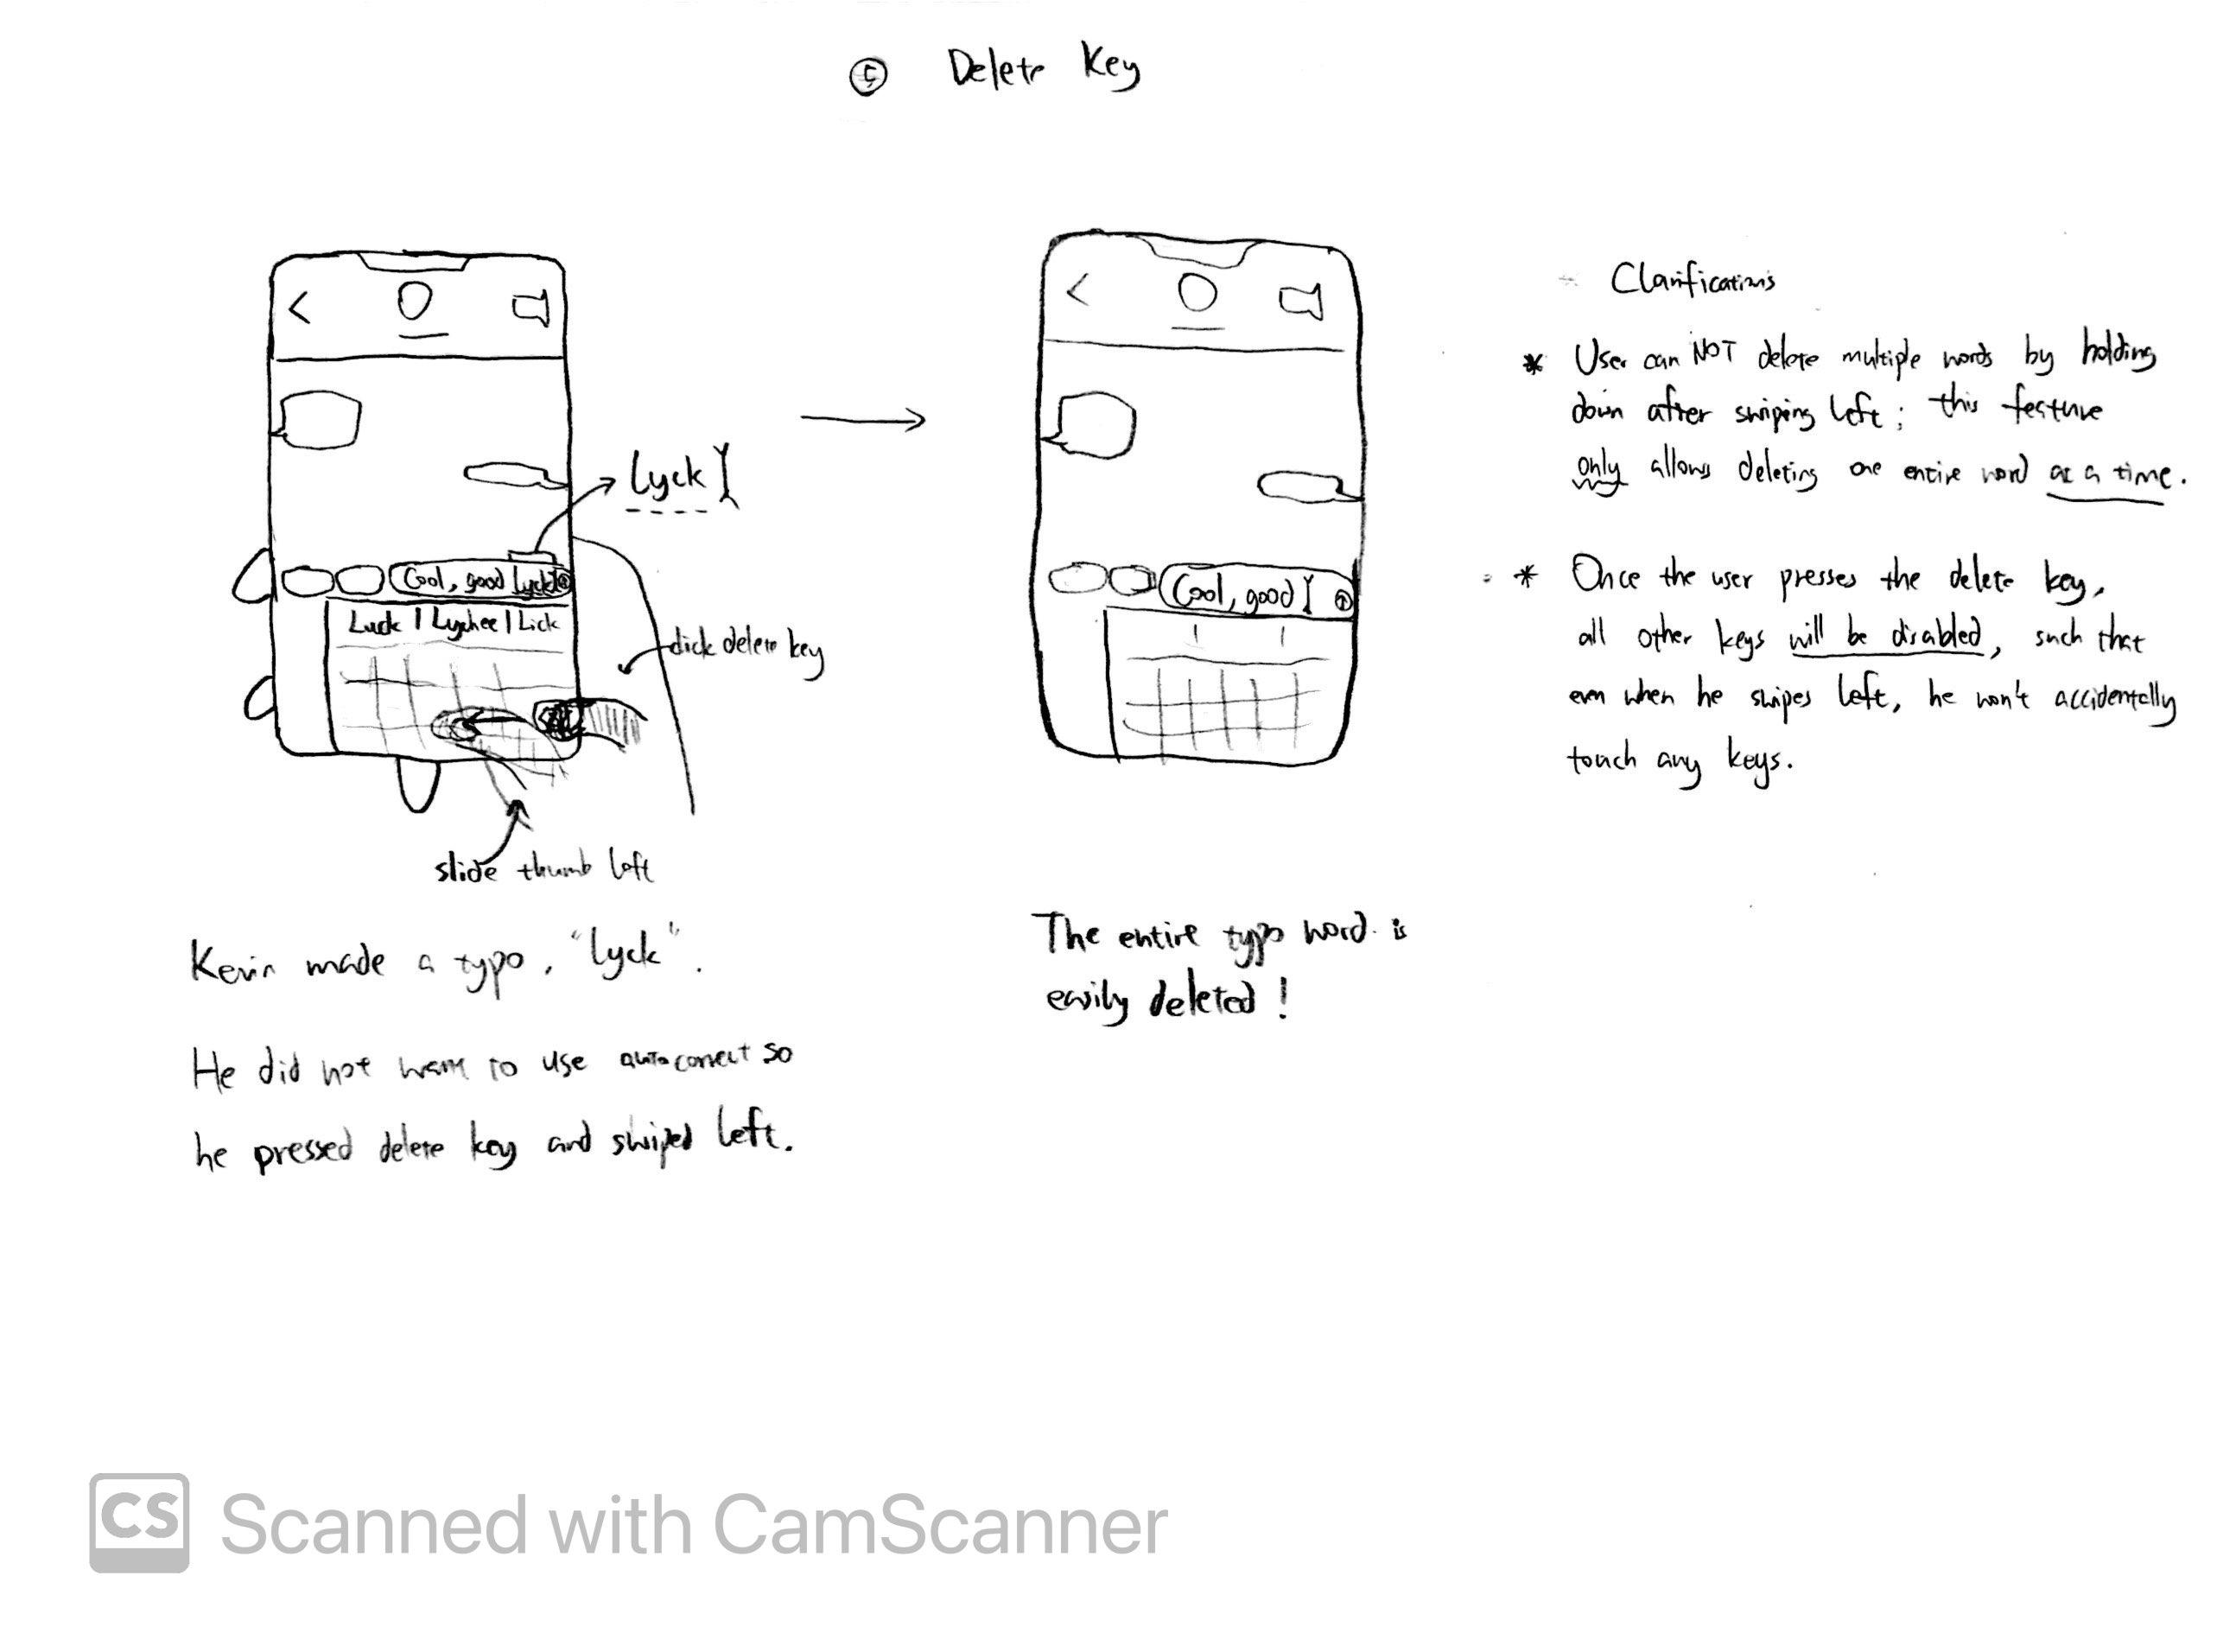 Delete Key
Lyck
Cool, good Lyck
Luck | Lychee | Lick
click delete key
slide thumb left
Kevin made a typo, "lyck".
He did not want to use autocorrect so
he pressed delete key and swiped left.
Cool, good
The entire typo word is
easily deleted!
Clarifications
* User can NOT delete multiple words by holding
down after swiping left; this feature
only allows deleting one entire word at a time.
* Once the user presses the delete key,
all other keys will be disabled, such that
even when he swipes left, he won't accidentally
touch any keys.
CS Scanned with CamScanner